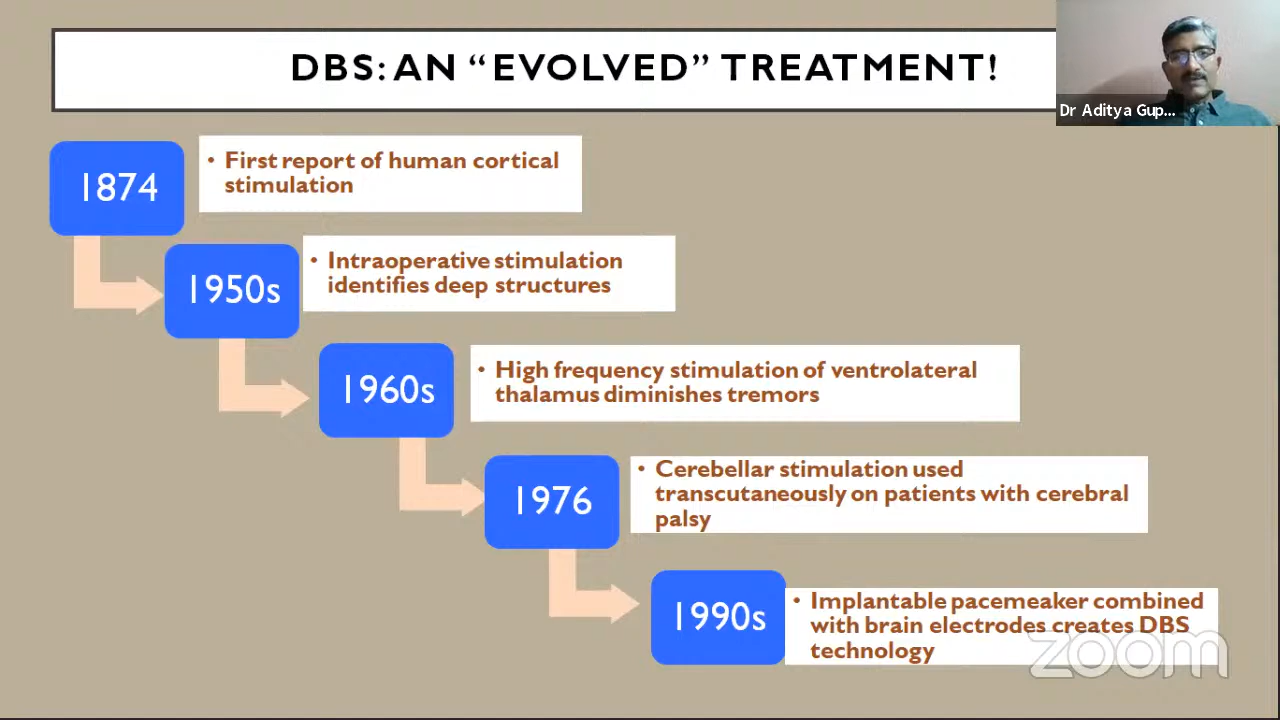 DBS: AN “EVOLVED” TREATMENT!
Dr Aditya Gup...
1874
• First report of human cortical
stimulation
1950s
• Intraoperative stimulation
identifies deep structures
1960s
• High frequency stimulation of ventrolateral
thalamus diminishes tremors
1976
• Cerebellar stimulation used
transcutaneously on patients with cerebral
palsy
1990s
• Implantable pacemeaker combined
with brain electrodes creates DBS
technology
zoom